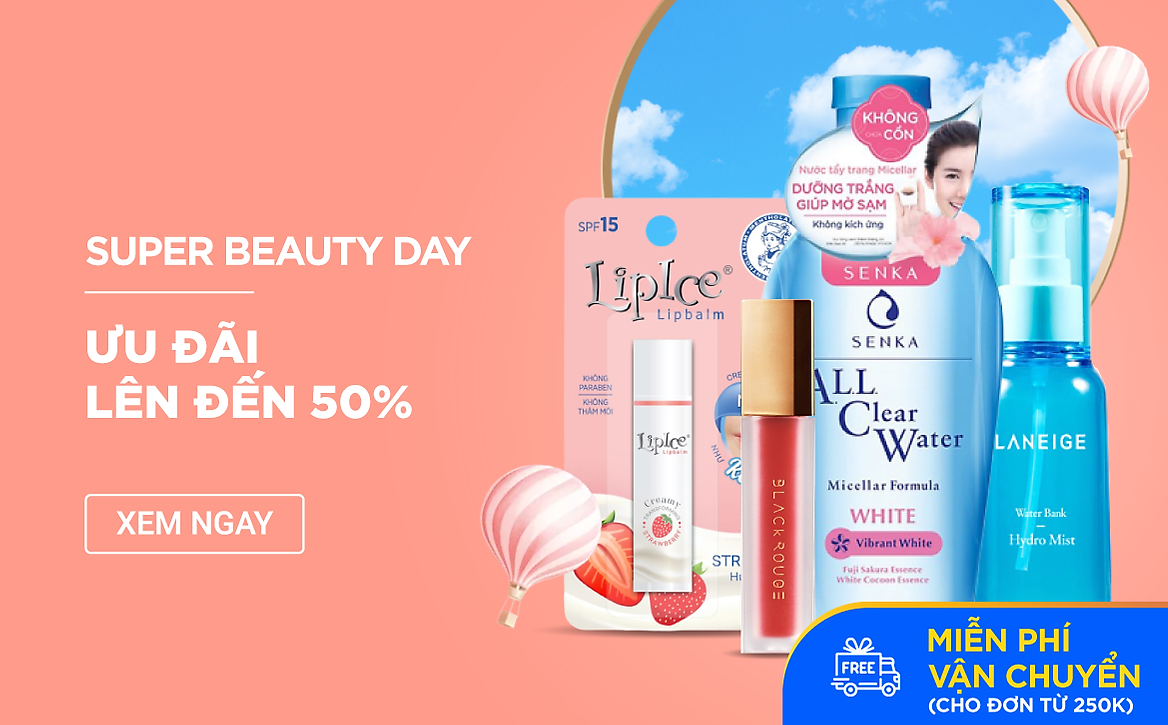 SUPER BEAUTY DAY
ƯU ĐÃI
LÊN ĐẾN 50%
XEM NGAY
SPF15
LipIce®
Lipbalm
KHÔNG
PARABEN
KHÔNG
THÂM MÔI
LipIce®
Lipbalm
Creamy
TRANSFORMING
STRAWBERRY
STR
BLACK ROUGE
KHÔNG
CHỨA CỒN
Nước tẩy trang Micellar
DƯỠNG TRẮNG
GIÚP MỜ SẠM
Không kích ứng
SENKA
SENKA
ALL
Clear
Water
Micellar Formula
WHITE
Vibrant White
Fuji Sakura Essence
White Cocoon Essence
LANEIGE
Water Bank
Hydro Mist
FREE
MIỄN PHÍ
VẬN CHUYỂN
(CHO ĐƠN TỪ 250K)